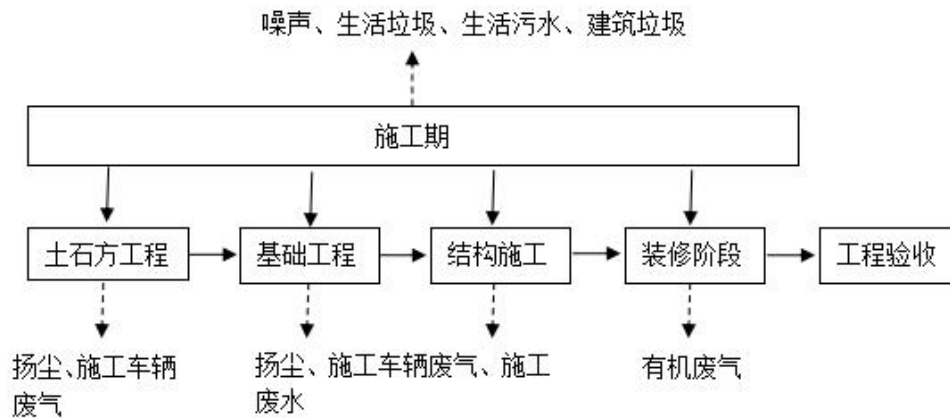 噪声、生活垃圾、生活污水、建筑垃圾
施工期
土石方工程
基础工程
结构施工
装修阶段
工程验收
扬尘、施工车辆
废气
扬尘、施工车辆废气、施工
废水
有机废气